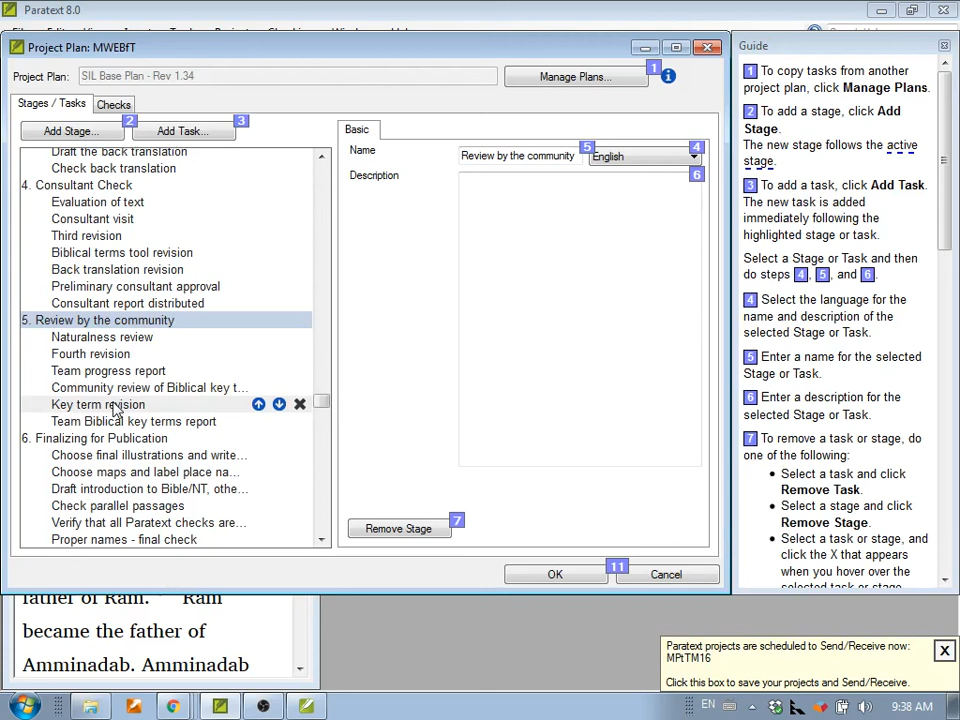 Paratext 8.0
Project Plan: MWEBfT
Guide
Project Plan:
SIL Base Plan - Rev 1.34
Manage Plans...
1
Stages / Tasks
Checks
Add Stage...
2
Add Task...
3
Draft the back translation
Check back translation
4. Consultant Check
Evaluation of text
Consultant visit
Third revision
Biblical terms tool revision
Back translation revision
Preliminary consultant approval
Consultant report distributed
5. Review by the community
Naturalness review
Fourth revision
Team progress report
Community review of Biblical key t...
Key term revision
Team Biblical key terms report
6. Finalizing for Publication
Choose final illustrations and write...
Choose maps and label place na...
Draft introduction to Bible/NT, othe...
Check parallel passages
Verify that all Paratext checks are...
Proper names - final check
Basic
Name
Review by the community
5
English
4
Description
6
Remove Stage
7
OK
11
Cancel
1 To copy tasks from another
project plan, click Manage Plans.
2 To add a stage, click Add
Stage.
The new stage follows the active
stage.
3 To add a task, click Add Task.
The new task is added
immediately following the
highlighted stage or task.
Select a Stage or Task and then
do steps 4, 5, and 6.
4 Select the language for the
name and description of the
selected Stage or Task.
5 Enter a name for the selected
Stage or Task.
6 Enter a description for the
selected Stage or Task.
7 To remove a task or stage, do
one of the following:
Select a task and click
Remove Task.
Select a stage and click
Remove Stage.
Select a task or stage, and
click the X that appears
when you hover over the
selected task or stage
father of Ram. Ram
became the father of
Amminadab. Amminadab
Paratext projects are scheduled to Send/Receive now:
MPtTM16
X
Click this box to save your projects and Send/Receive.
EN
9:38 AM